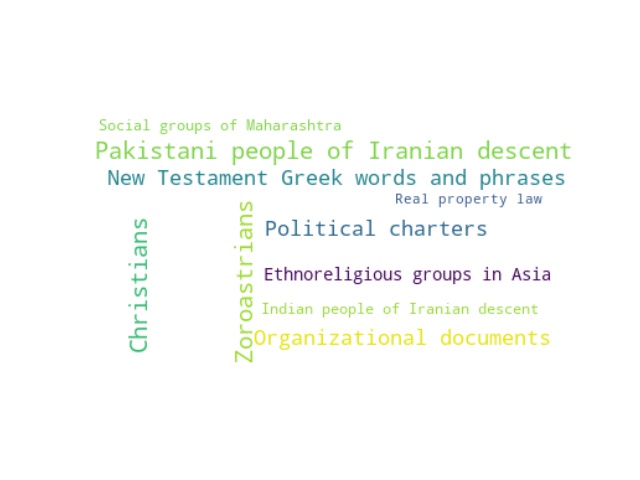 Social groups of Maharashtra
Pakistani people of Iranian descent
New Testament Greek words and phrases
Real property law
Christians
Zoroastrians
Political charters
Ethnoreligious groups in Asia
Indian people of Iranian descent
Organizational documents